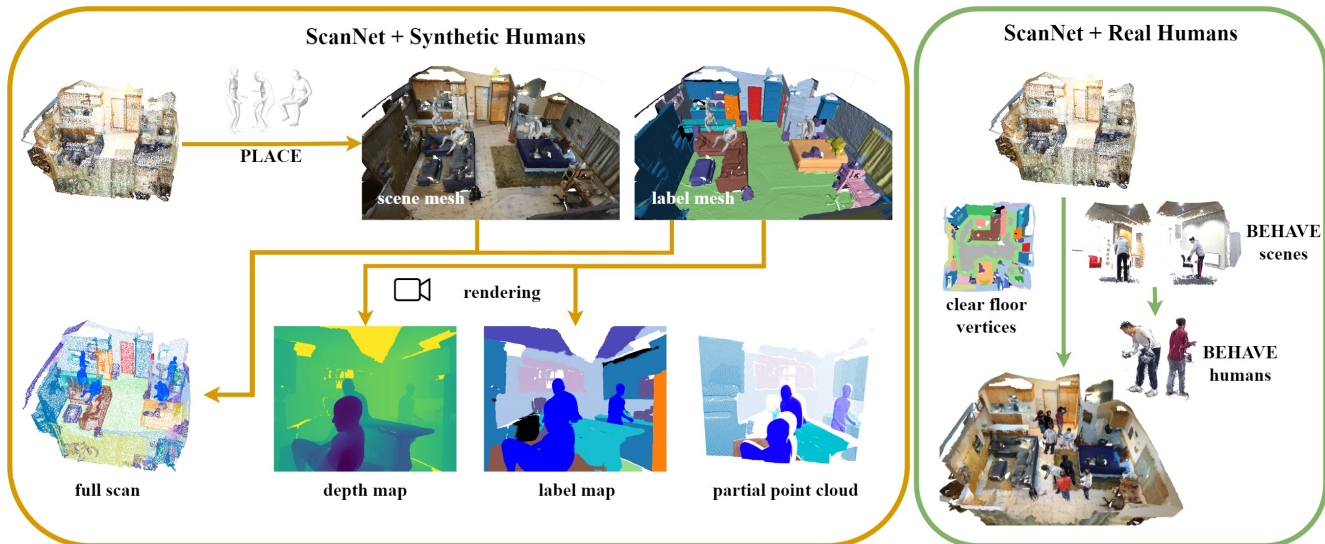 ScanNet + Synthetic Humans
PLACE
scene mesh
label mesh
rendering
full scan
depth map
label map
partial point cloud
ScanNet + Real Humans
clear floor
vertices
BEHAVE
scenes
BEHAVE
humans